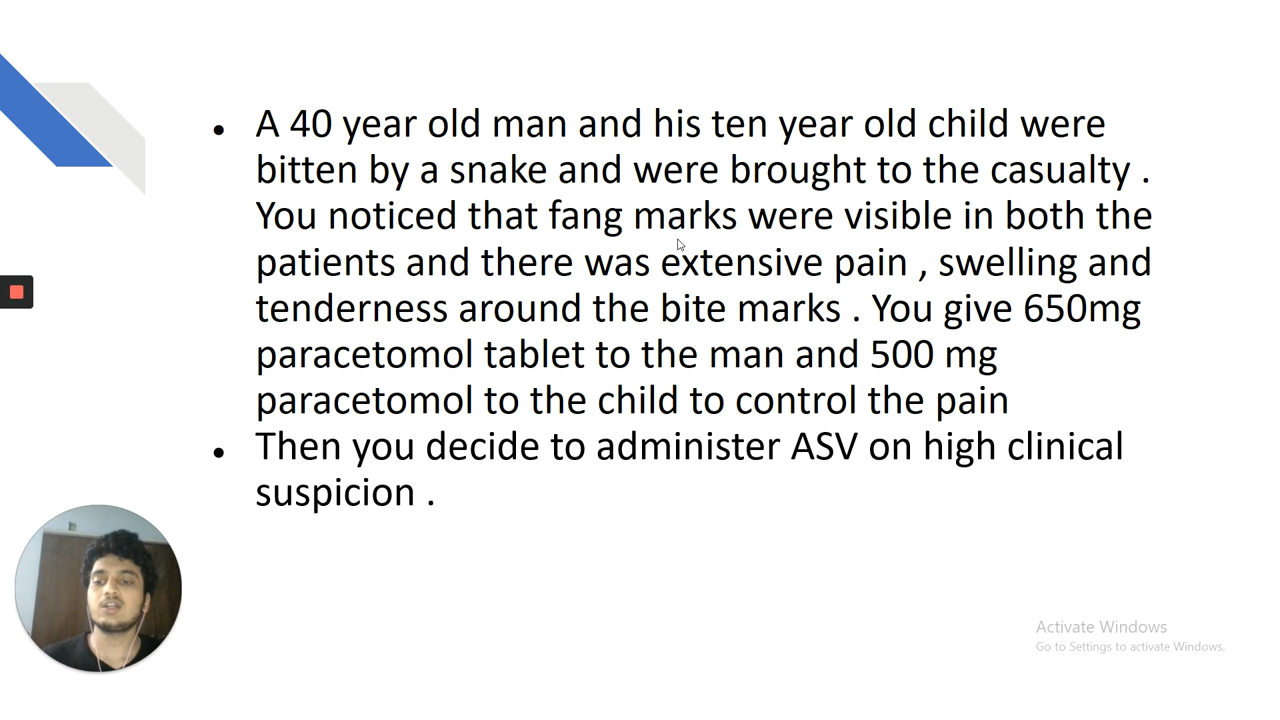 A 40 year old man and his ten year old child were
bitten by a snake and were brought to the casualty .
You noticed that fang marks were visible in both the
patients and there was extensive pain , swelling and
tenderness around the bite marks . You give 650mg
paracetomol tablet to the man and 500 mg
paracetomol to the child to control the pain
Then you decide to administer ASV on high clinical
suspicion .
Activate Windows
Go to Settings to activate Windows.